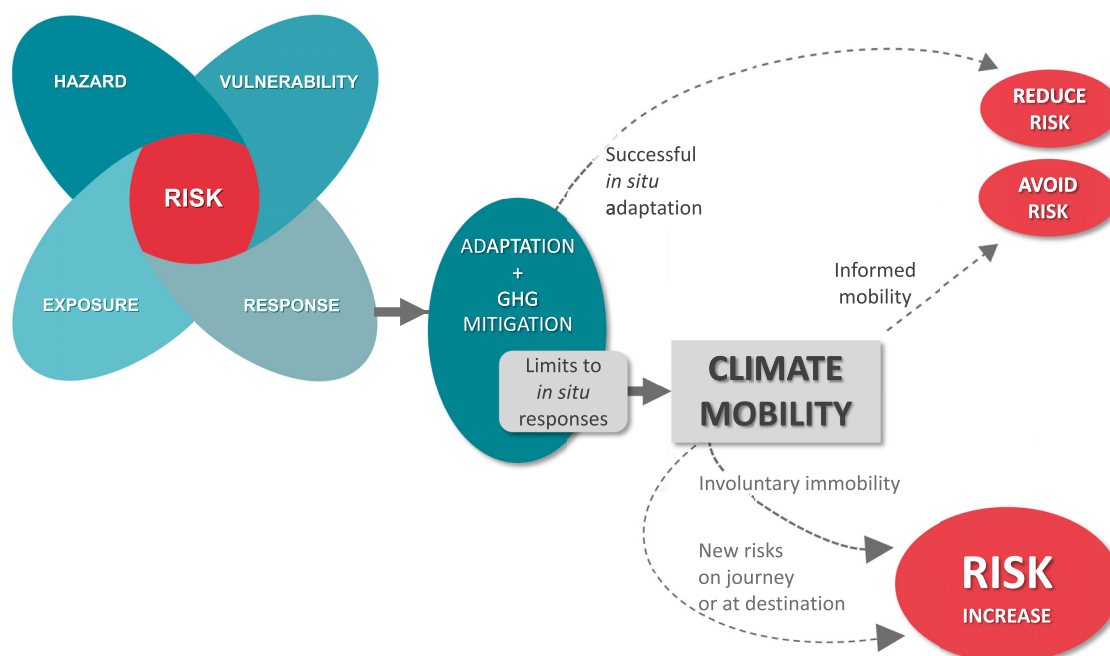 HAZARD
VULNERABILITY
RISK
EXPOSURE
RESPONSE
ADAPTATION
+
GHG
MITIGATION
Limits to
in situ
responses
Successful
in situ
adaptation
REDUCE
RISK
AVOID
RISK
Informed
mobility
CLIMATE
MOBILITY
Involuntary immobility
New risks
on journey
or at destination
RISK
INCREASE